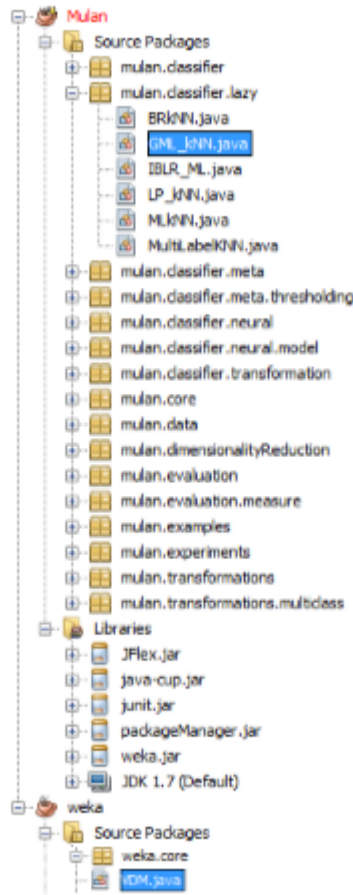 Mulan
Source Packages
mulan.classifier
mulan.classifier.lazy
BRkNN.java
GML_kNN.java
IBLR_ML.java
LP_kNN.java
MLkNN.java
MultiLabelKNN.java
mulan.classifier.meta
mulan.classifier.meta.thresholding
mulan.classifier.neural
mulan.classifier.neural.model
mulan.classifier.transformation
mulan.core
mulan.data
mulan.dimensionalityReduction
mulan.evaluation
mulan.evaluation.measure
mulan.examples
mulan.experiments
mulan.transformations
mulan.transformations.multiclass
Libraries
JFlex.jar
java-cup.jar
junit.jar
packageManager.jar
weka.jar
JDK 1.7 (Default)
weka
Source Packages
weka.core
VDM.java